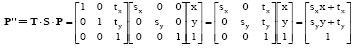 P''=T·S·P=[1 0 t_x; 0 1 t_y; 0 0 1][s_x 0 0; 0 s_y 0; 0 0 1][x; y; 1]=[s_x 0 t_x; 0 s_y t_y; 0 0 1][x; y; 1]=[s_x x+t_x; s_y y+t_y; 1]